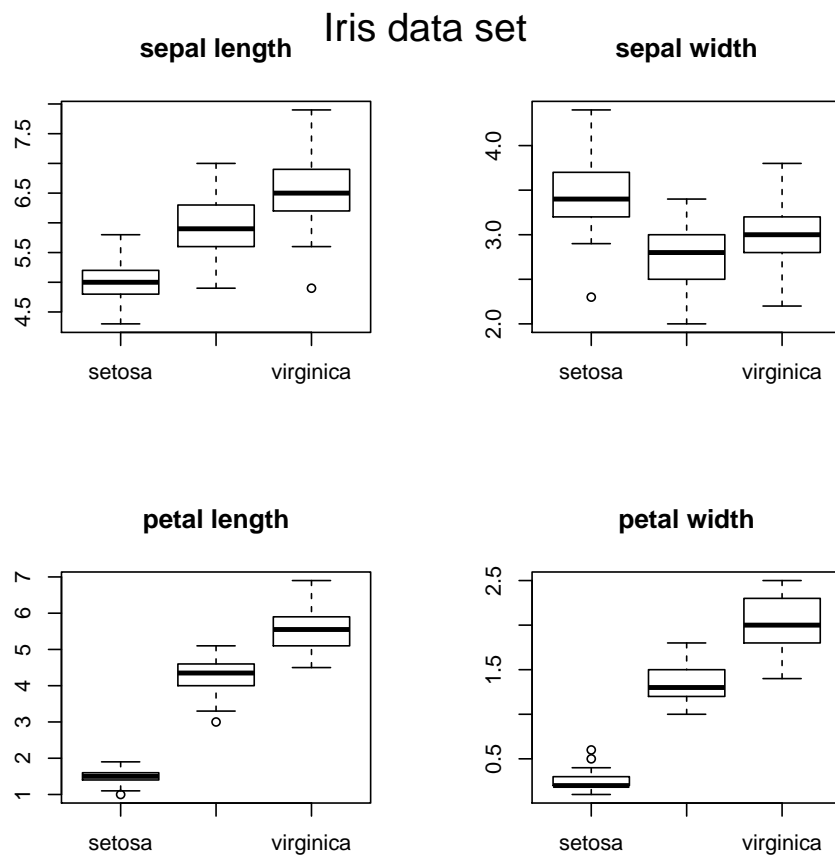 Iris data set
sepal length
7.5
6.5
5.5
4.5
setosa virginica
sepal width
4.0
3.0
2.0
setosa virginica
petal length
7
6
5
4
3
2
1
setosa virginica
petal width
2.5
1.5
0.5
setosa virginica